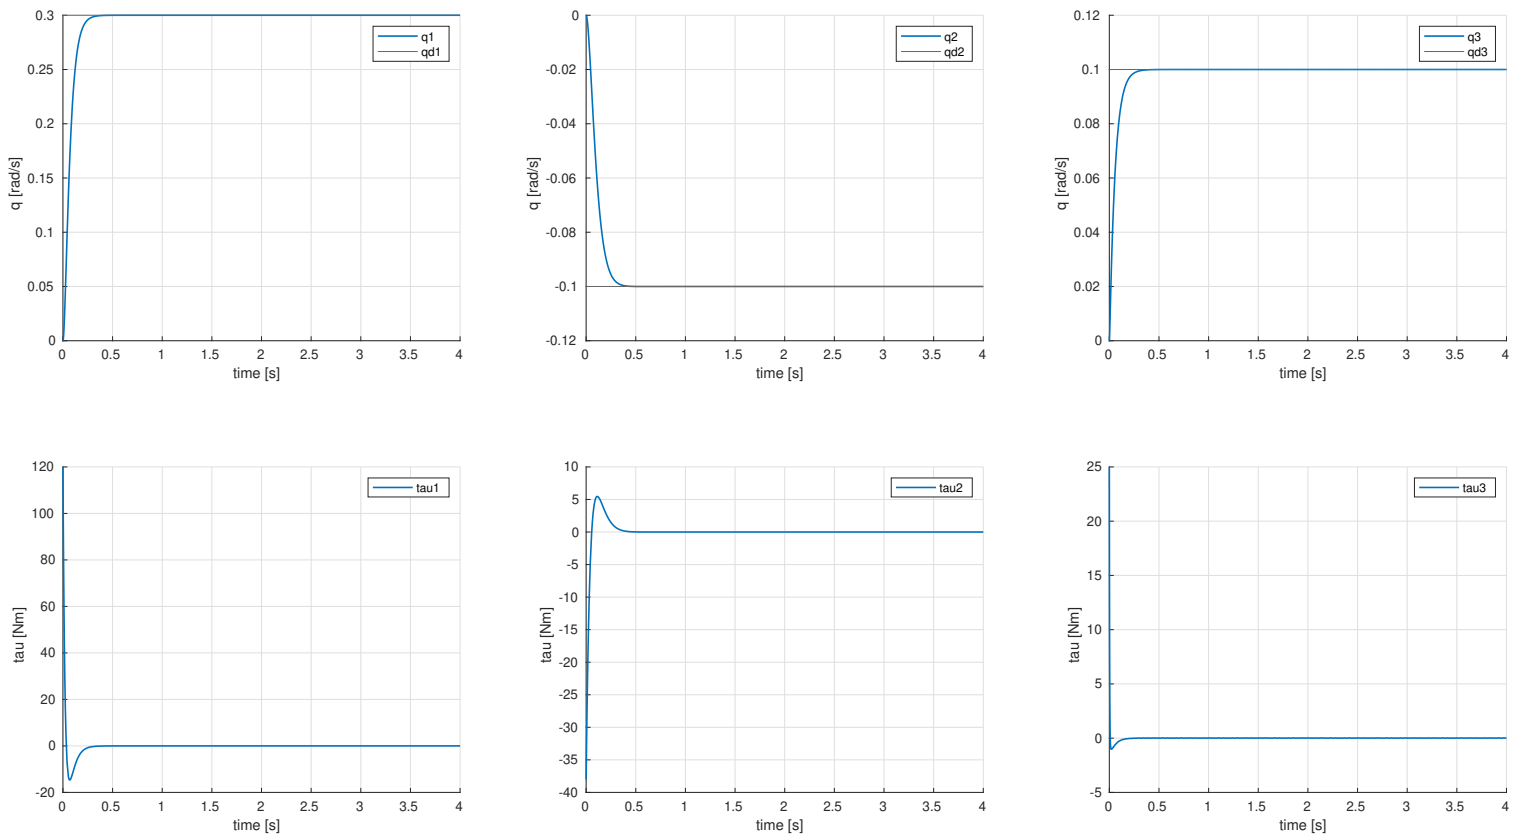 0.3
0.25
0.2
0.15
0.1
0.05
0
q [rad/s]
0 0.5 1 1.5 2 2.5 3 3.5 4
time [s]
q1
qd1
0
-0.02
-0.04
-0.06
-0.08
-0.1
-0.12
q [rad/s]
0 0.5 1 1.5 2 2.5 3 3.5 4
time [s]
q2
qd2
0.12
0.1
0.08
0.06
0.04
0.02
0
q [rad/s]
0 0.5 1 1.5 2 2.5 3 3.5 4
time [s]
q3
qd3
120
100
80
60
40
20
0
-20
tau [Nm]
0 0.5 1 1.5 2 2.5 3 3.5 4
time [s]
tau1
10
5
0
-5
-10
-15
-20
-25
-30
-35
-40
tau [Nm]
0 0.5 1 1.5 2 2.5 3 3.5 4
time [s]
tau2
25
20
15
10
5
0
-5
tau [Nm]
0 0.5 1 1.5 2 2.5 3 3.5 4
time [s]
tau3